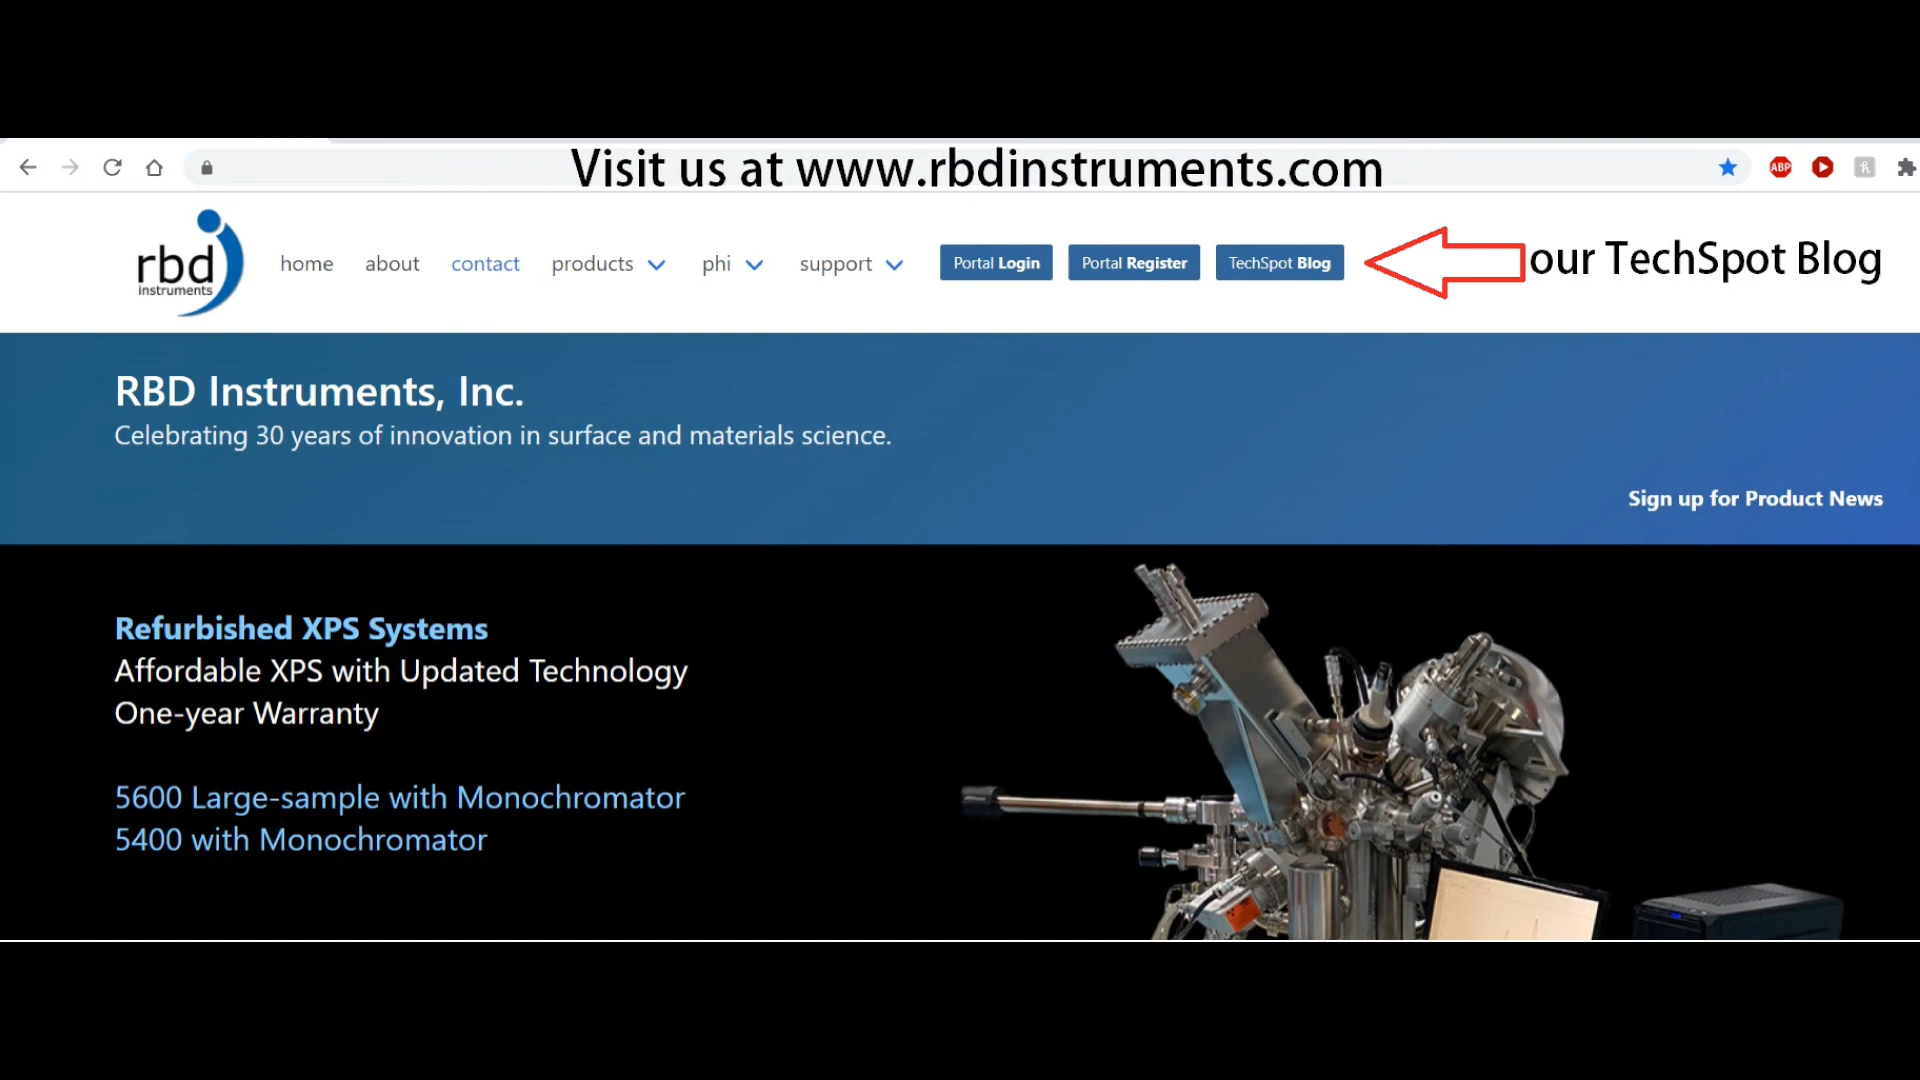 Visit us at www.rbdinstruments.com
ABP
rbd
instruments
home about contact products phi support Portal Login Portal Register TechSpot Blog our TechSpot Blog
RBD Instruments, Inc.
Celebrating 30 years of innovation in surface and materials science.
Sign up for Product News
Refurbished XPS Systems
Affordable XPS with Updated Technology
One-year Warranty
5600 Large-sample with Monochromator
5400 with Monochromator